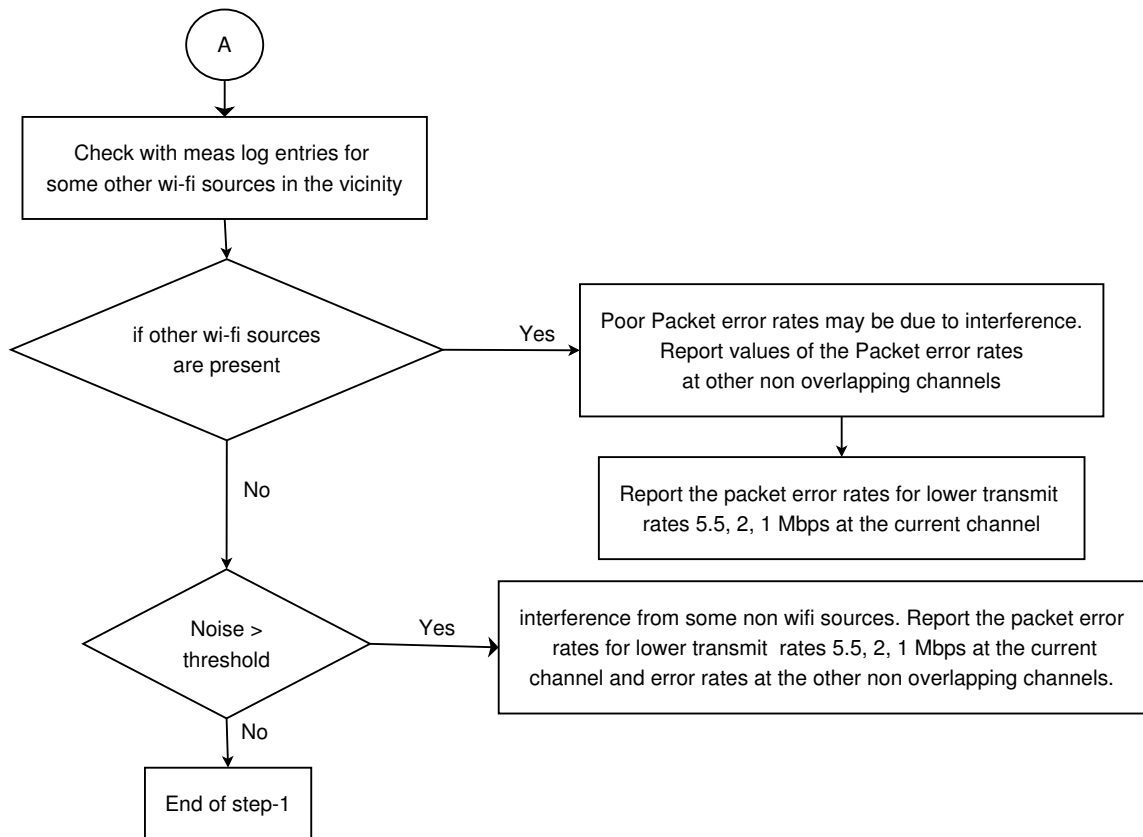 A
Check with meas log entries for
some other wi-fi sources in the vicinity
if other wi-fi sources
are present
Yes
Poor Packet error rates may be due to interference.
Report values of the Packet error rates
at other non overlapping channels
Report the packet error rates for lower transmit
rates 5.5, 2, 1 Mbps at the current channel
No
Noise >
threshold
Yes
interference from some non wifi sources. Report the packet error
rates for lower transmit rates 5.5, 2, 1 Mbps at the current
channel and error rates at the other non overlapping channels.
No
End of step-1